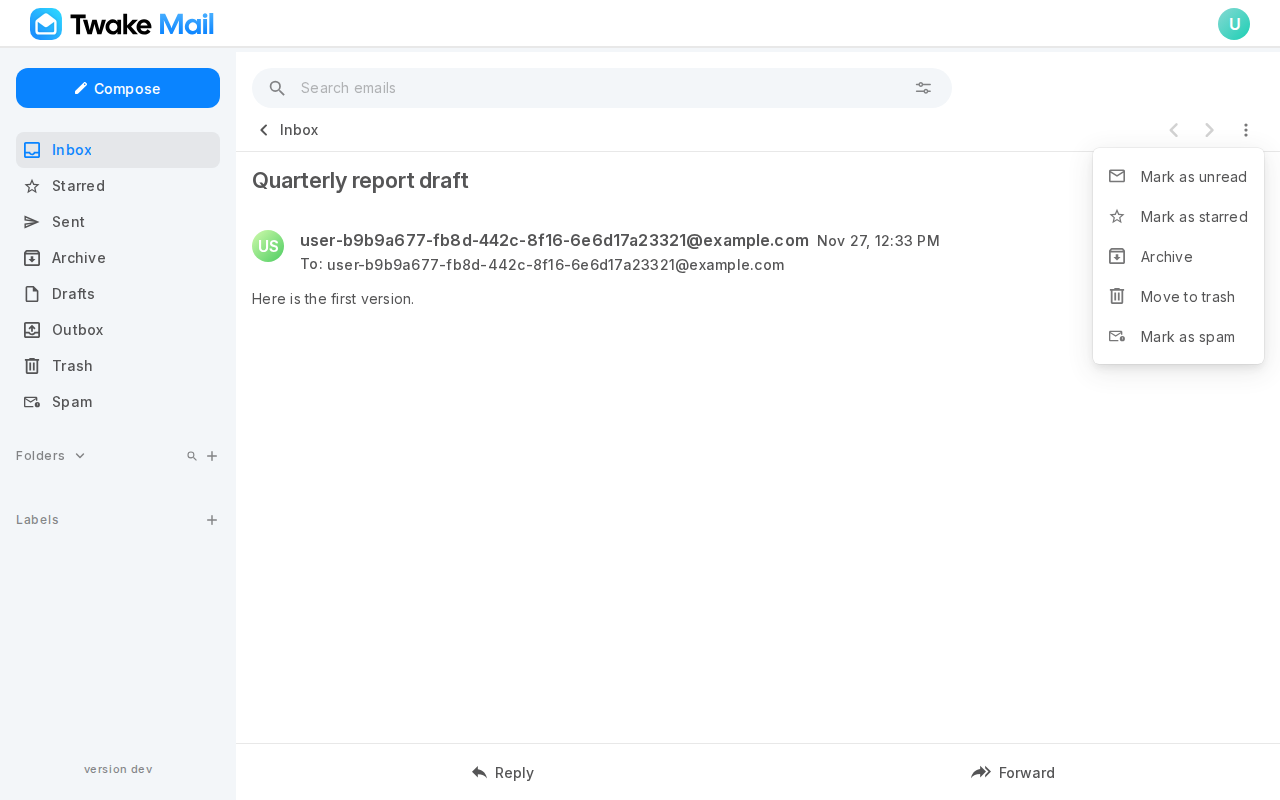 Twake Mail
U
Compose
Search emails
Inbox
Inbox
Starred
Sent
Archive
Drafts
Outbox
Trash
Spam
Folders
Labels
version dev
Quarterly report draft
US
user-b9b9a677-fb8d-442c-8f16-6e6d17a23321@example.com Nov 27, 12:33 PM
To: user-b9b9a677-fb8d-442c-8f16-6e6d17a23321@example.com
Here is the first version.
Mark as unread
Mark as starred
Archive
Move to trash
Mark as spam
Reply
Forward